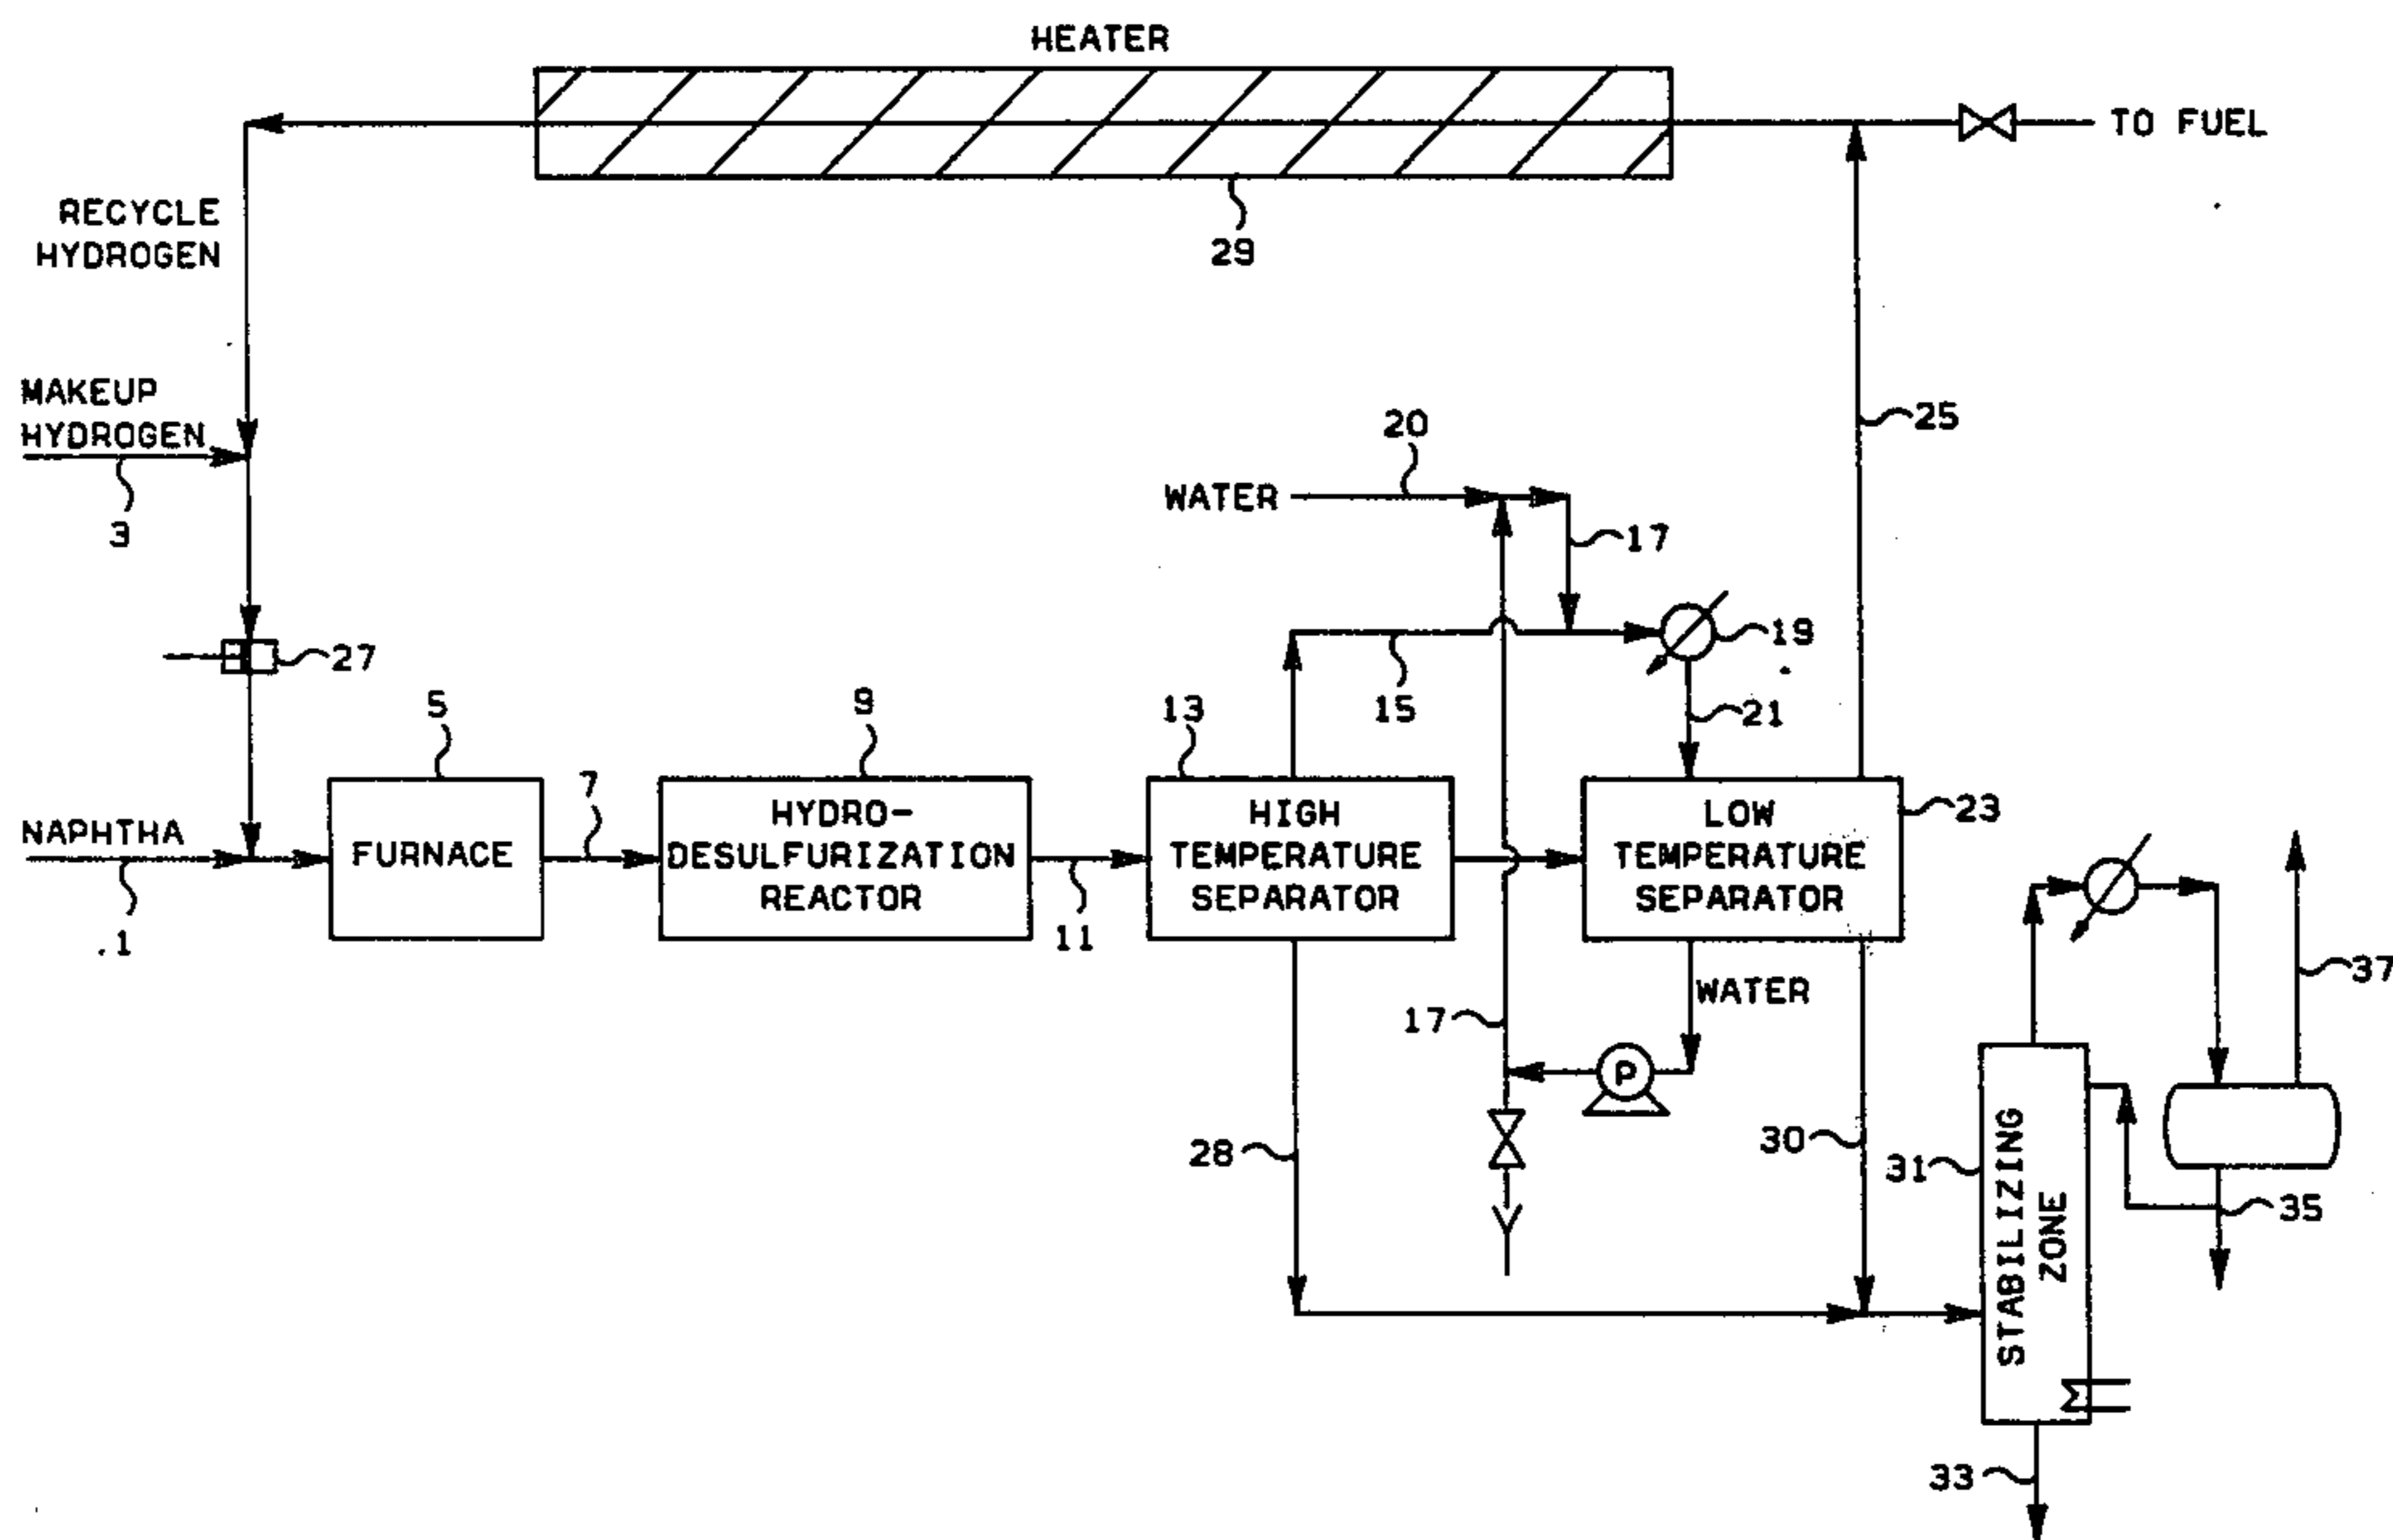 HEATER
TO FUEL
RECYCLE
HYDROGEN
29
MAKEUP
HYDROGEN
3
20
25
WATER
17
27
19
15
21
5
7
9
13
NAPHTHA
FURNACE
HYDRO-
DESULFURIZATION
REACTOR
HIGH
TEMPERATURE
SEPARATOR
LOW
TEMPERATURE
SEPARATOR
23
1
11
WATER
17
37
P
28
30
31
STABILIZING
ZONE
35
33